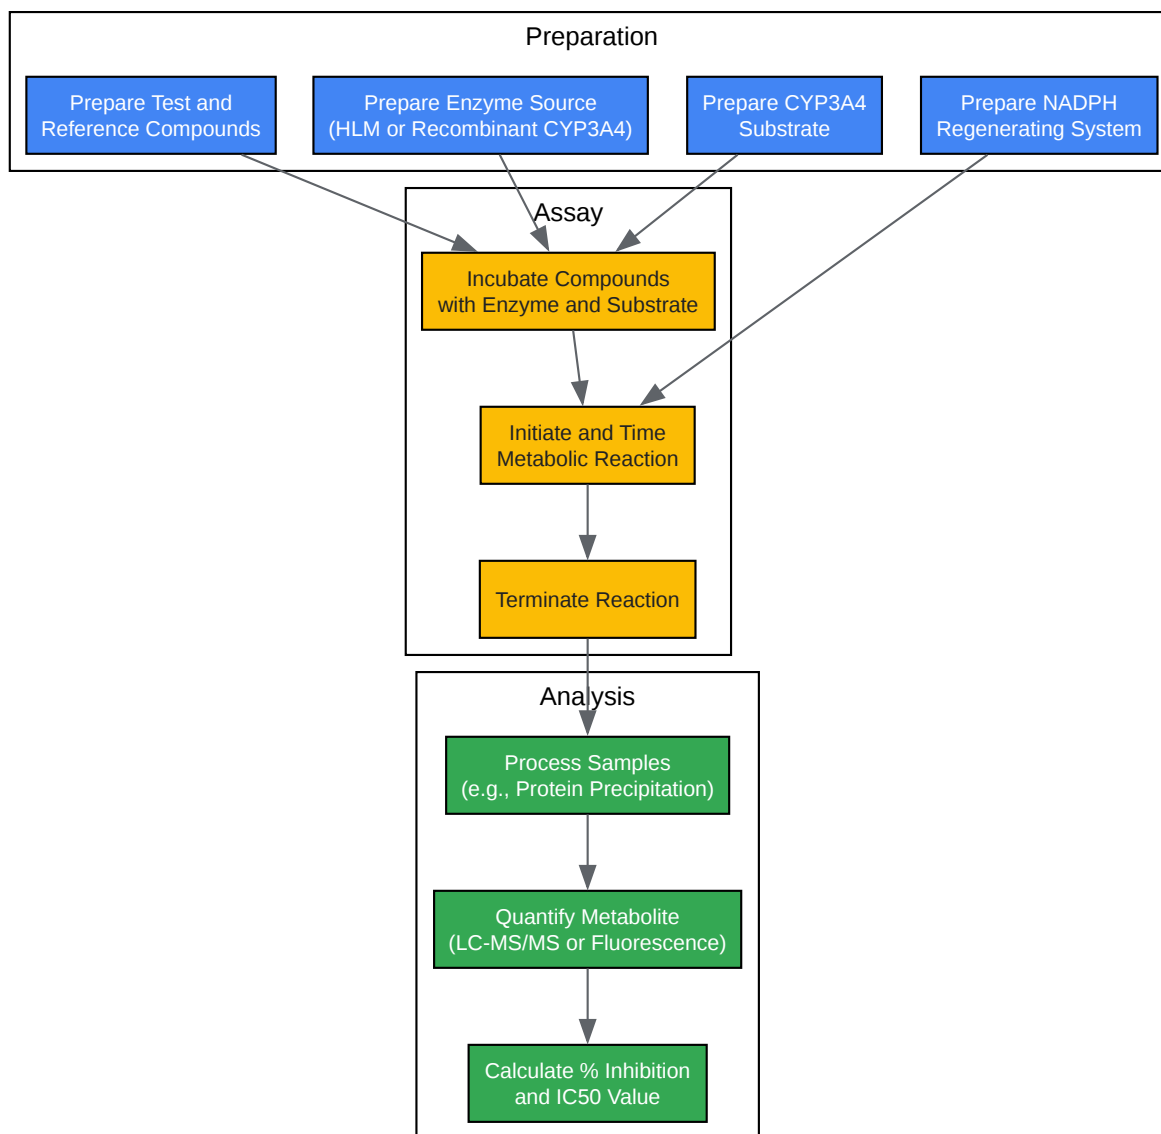 Preparation
Prepare Test and
Reference Compounds
Prepare Enzyme Source
(HLM or Recombinant CYP3A4)
Prepare CYP3A4
Substrate
Prepare NADPH
Regenerating System
Assay
Incubate Compounds
with Enzyme and Substrate
Initiate and Time
Metabolic Reaction
Terminate Reaction
Analysis
Process Samples
(e.g., Protein Precipitation)
Quantify Metabolite
(LC-MS/MS or Fluorescence)
Calculate % Inhibition
and IC50 Value